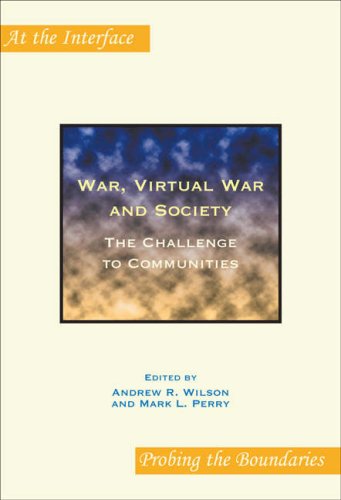 At the Interface
War, Virtual War
and Society
The Challenge
to Communities
Edited by
Andrew R. Wilson
and Mark L. Perry
Probing the Boundaries